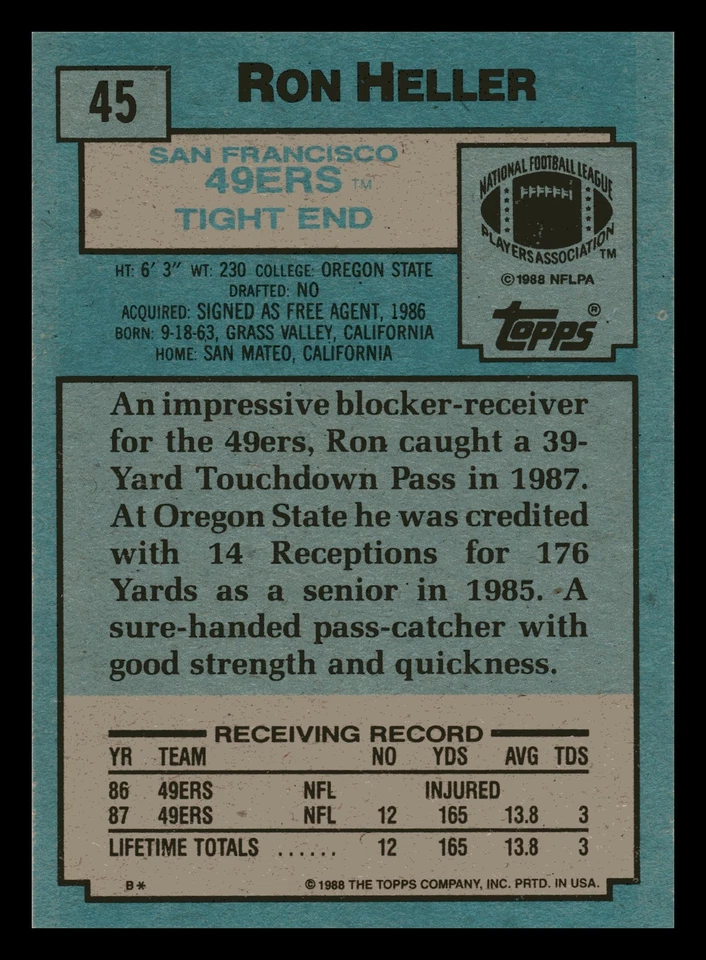 45
RON HELLER
SAN FRANCISCO
49ERS TM
TIGHT END
NATIONAL FOOTBALL LEAGUE
PLAYERS ASSOCIATION TM
© 1988 NFLPA
topps®
HT: 6' 3" WT: 230 COLLEGE: OREGON STATE
DRAFTED: NO
ACQUIRED: SIGNED AS FREE AGENT, 1986
BORN: 9-18-63, GRASS VALLEY, CALIFORNIA
HOME: SAN MATEO, CALIFORNIA
An impressive blocker-receiver
for the 49ers, Ron caught a 39-
Yard Touchdown Pass in 1987.
At Oregon State he was credited
with 14 Receptions for 176
Yards as a senior in 1985. A
sure-handed pass-catcher with
good strength and quickness.
RECEIVING RECORD
YR TEAM NO YDS AVG TDS
86 49ERS NFL INJURED
87 49ERS NFL 12 165 13.8 3
LIFETIME TOTALS ...... 12 165 13.8 3
B* © 1988 THE TOPPS COMPANY, INC. PRTD. IN USA.